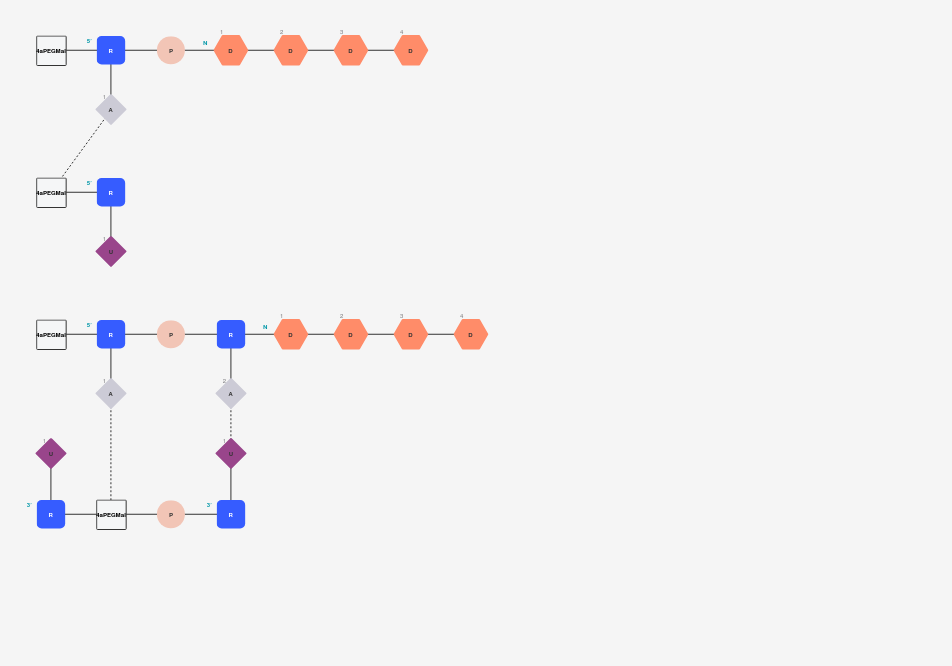 1 2 3 4
4aPEGMal 5' R P N D D D D
1
A
4aPEGMal 5' R
1
U
1 2 3 4
4aPEGMal 5' R P R N D D D D
1 2
A A
1 1
U U
3' R 4aPEGMal P 3' R